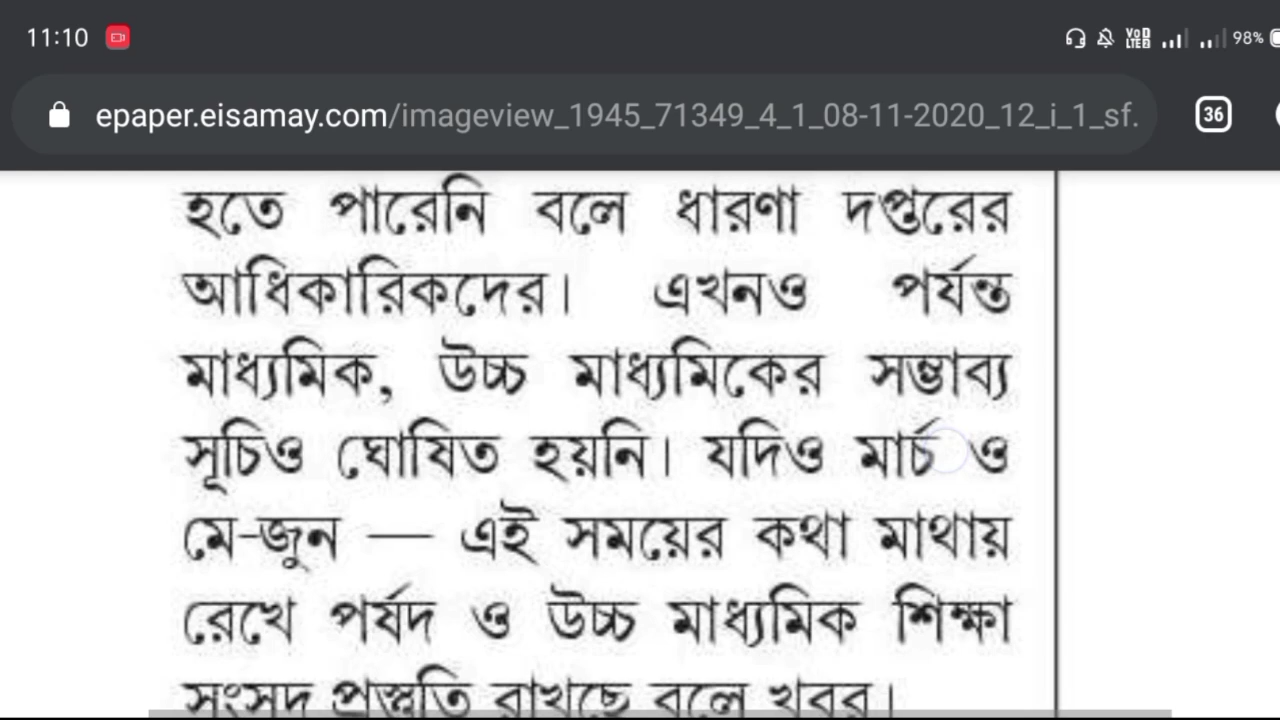 11:10
VoD LTE2 98%
epaper.eisamay.com/imageview_1945_71349_4_1_08-11-2020_12_i_1_sf.
36
হতে পারেনি বলে ধারণা দপ্তরের
আধিকারিকদের। এখনও পর্যন্ত
মাধ্যমিক, উচ্চ মাধ্যমিকের সম্ভাব্য
সূচিও ঘোষিত হয়নি। যদিও মার্চ ও
মে-জুন — এই সময়ের কথা মাথায়
রেখে পর্ষদ ও উচ্চ মাধ্যমিক শিক্ষা
সংসদ প্রস্তুতি রাখছে বলে খবর।